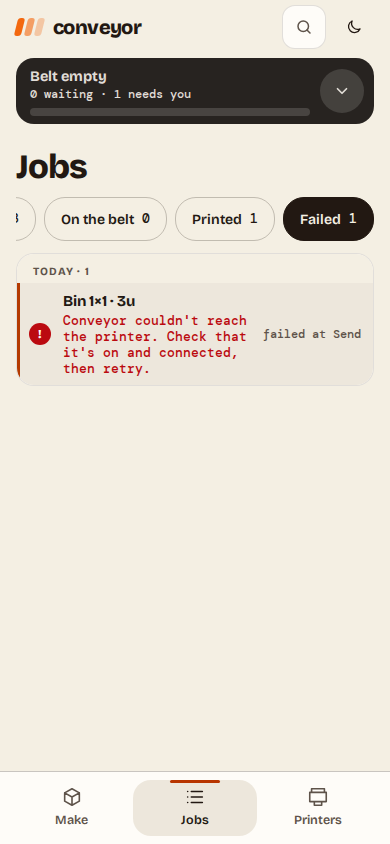 conveyor
Belt empty
0 waiting · 1 needs you
Jobs
On the belt 0
Printed 1
Failed 1
TODAY · 1
Bin 1×1 · 3u
Conveyor couldn't reach
the printer. Check that
it's on and connected,
then retry.
failed at Send
Make
Jobs
Printers